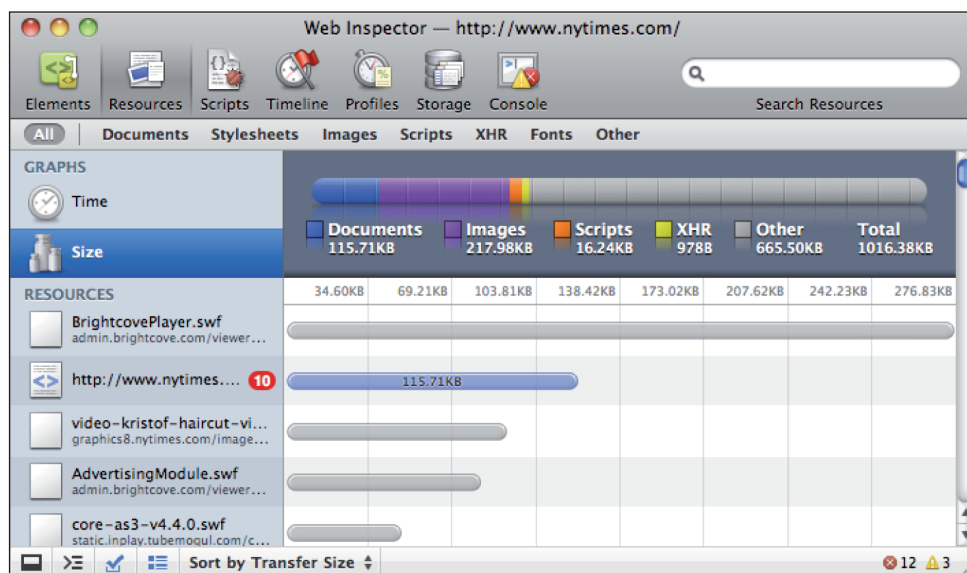 Web Inspector — http://www.nytimes.com/
Elements Resources Scripts Timeline Profiles Storage Console Search Resources
All Documents Stylesheets Images Scripts XHR Fonts Other
GRAPHS
Time
Size
Documents Images Scripts XHR Other Total
115.71KB 217.98KB 16.24KB 978B 665.50KB 1016.38KB
RESOURCES 34.60KB 69.21KB 103.81KB 138.42KB 173.02KB 207.62KB 242.23KB 276.83KB
BrightcovePlayer.swf
admin.brightcove.com/viewer...
http://www.nytimes.... 10 115.71KB
video-kristof-haircut-vi...
graphics8.nytimes.com/image...
AdvertisingModule.swf
admin.brightcove.com/viewer...
core-as3-v4.4.0.swf
static.inplay.tubemogul.com/c...
Sort by Transfer Size 12 3